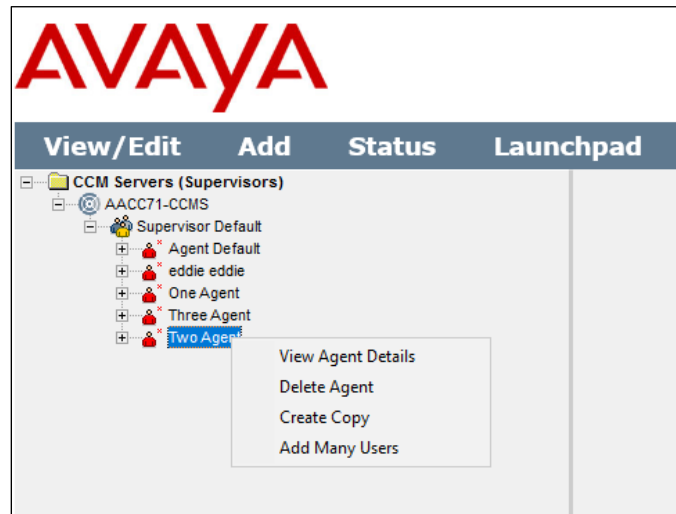 AVAYA
View/Edit Add Status Launchpad
CCM Servers (Supervisors)
AACC71-CCMS
Supervisor Default
Agent Default
eddie eddie
One Agent
Three Agent
Two Agent
View Agent Details
Delete Agent
Create Copy
Add Many Users